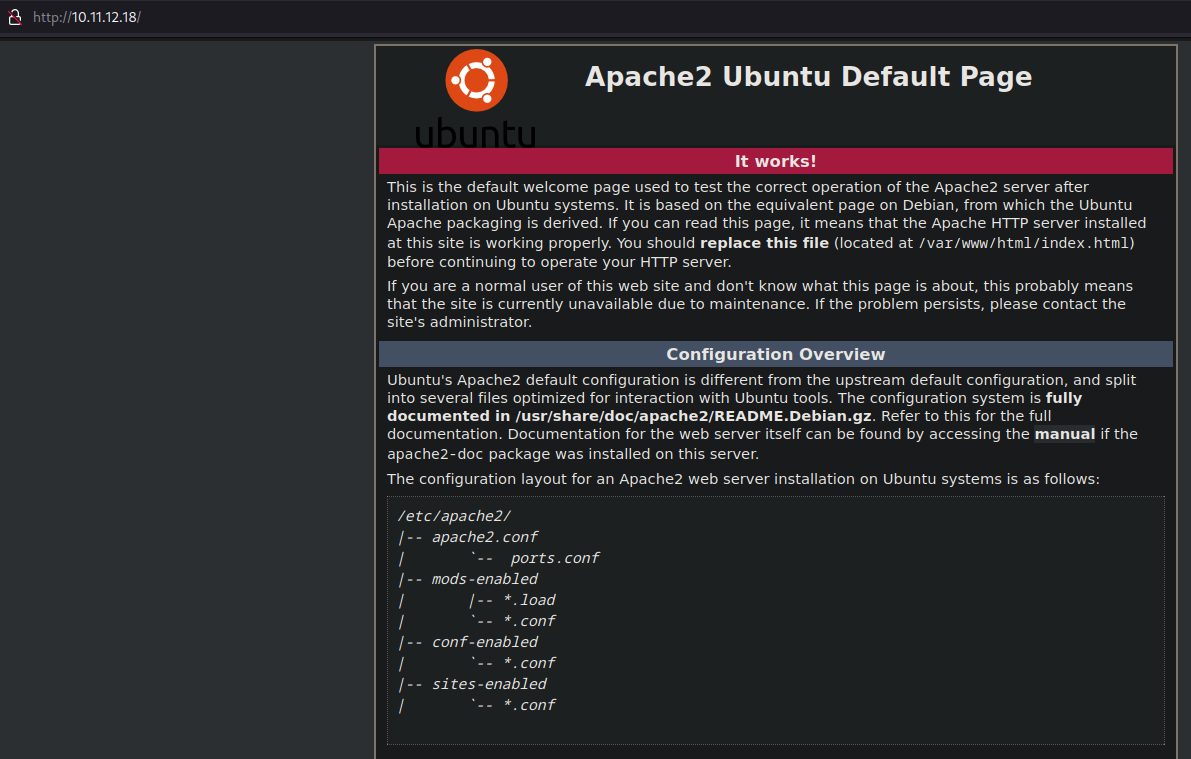 http://10.11.12.18/
ubuntu
Apache2 Ubuntu Default Page
It works!
This is the default welcome page used to test the correct operation of the Apache2 server after
installation on Ubuntu systems. It is based on the equivalent page on Debian, from which the Ubuntu
Apache packaging is derived. If you can read this page, it means that the Apache HTTP server installed
at this site is working properly. You should replace this file (located at /var/www/html/index.html)
before continuing to operate your HTTP server.
If you are a normal user of this web site and don't know what this page is about, this probably means
that the site is currently unavailable due to maintenance. If the problem persists, please contact the
site's administrator.
Configuration Overview
Ubuntu's Apache2 default configuration is different from the upstream default configuration, and split
into several files optimized for interaction with Ubuntu tools. The configuration system is fully
documented in /usr/share/doc/apache2/README.Debian.gz. Refer to this for the full
documentation. Documentation for the web server itself can be found by accessing the manual if the
apache2-doc package was installed on this server.
The configuration layout for an Apache2 web server installation on Ubuntu systems is as follows:
/etc/apache2/
|-- apache2.conf
|       `--  ports.conf
|-- mods-enabled
|       |-- *.load
|       `-- *.conf
|-- conf-enabled
|       `-- *.conf
|-- sites-enabled
|       `-- *.conf